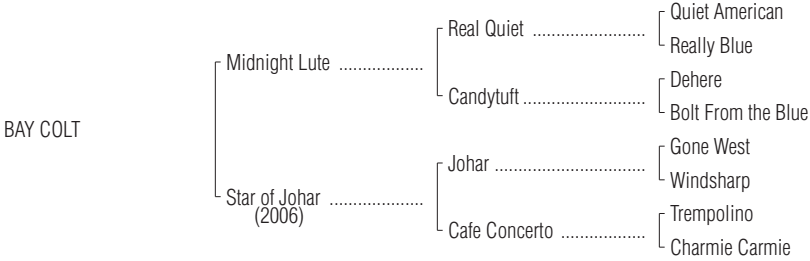 Quiet American
Real Quiet ........................
Really Blue
Midnight Lute ..................
Dehere
Candytuft ..........................
Bolt From the Blue
BAY COLT
Gone West
Johar ................................
Windsharp
Star of Johar ....................
(2006)
Trempolino
Cafe Concerto ..................
Charmie Carmie